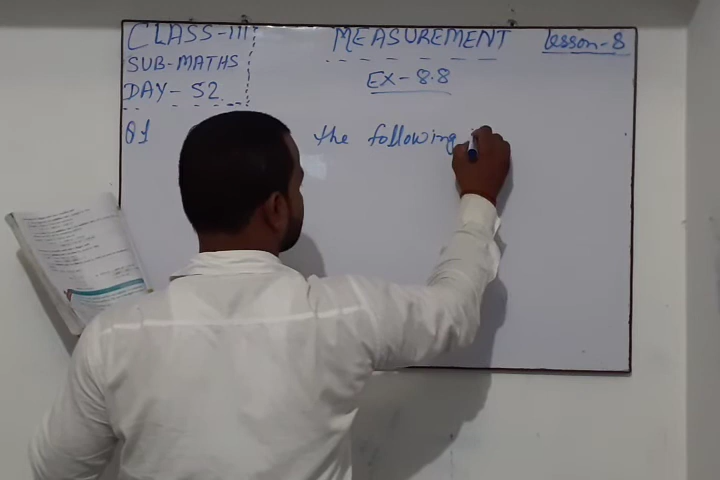 CLASS-III MEASUREMENT Lesson-8
SUB-MATHS
EX-8.8
DAY-52
Q1 the following